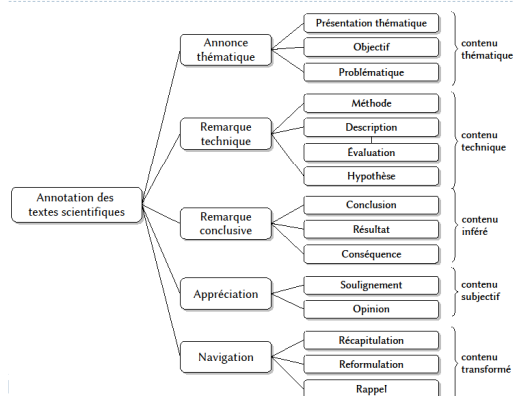 Annotation des
textes scientifiques
Annonce
thématique
Présentation thématique
Objectif
Problématique
contenu
thématique
Remarque
technique
Méthode
Description
Évaluation
Hypothèse
contenu
technique
Remarque
conclusive
Conclusion
Résultat
Conséquence
contenu
inféré
Appréciation
Soulignement
Opinion
contenu
subjectif
Navigation
Récapitulation
Reformulation
Rappel
contenu
transformé